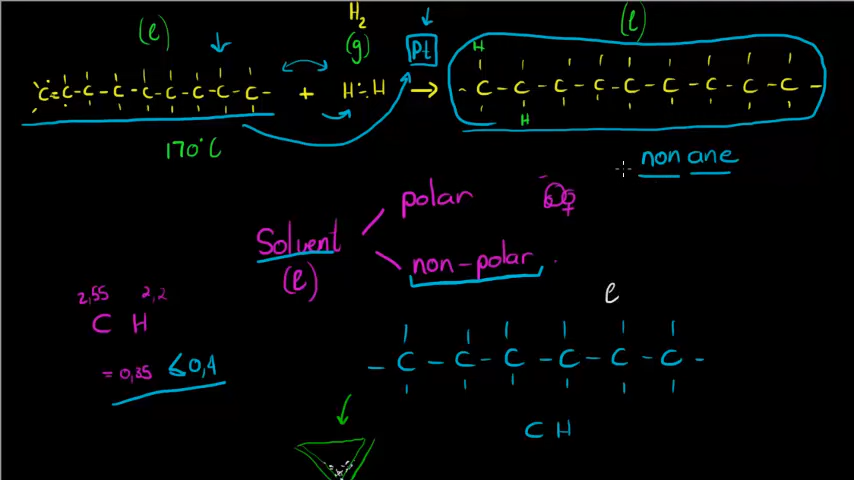 (l) H₂ (g) Pt (l)
H
C=C-C-C-C-C-C-C- + H:H → -C-C-C-C-C-C-C-C-C-
H
170°C
non ane
polar
Solvent
(l)
non-polar
2,55 2,2
C H
= 0,35 ≤ 0,4
l
-C-C-C-C-C-C-
C H